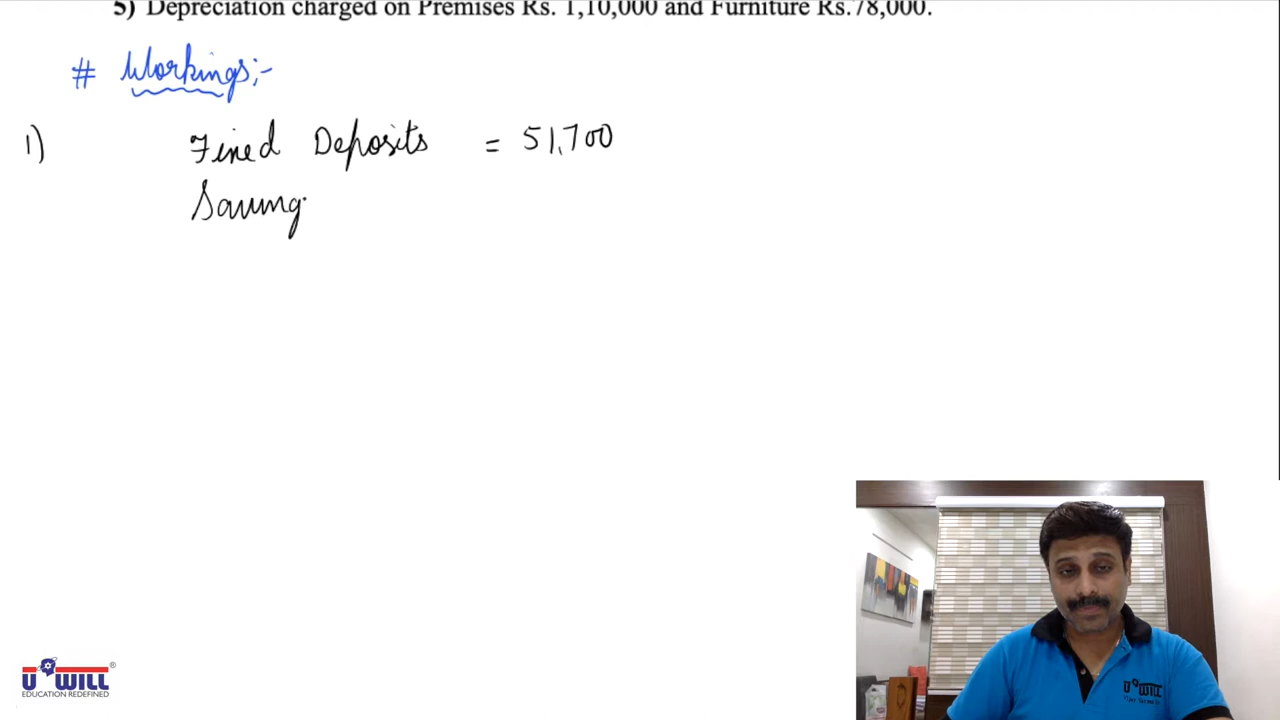 5) Depreciation charged on Premises Rs. 1,10,000 and Furniture Rs.78,000.
# Workings:-
1) Fixed Deposits = 51,700
Saving
U WILL ®
EDUCATION REDEFINED
U WILL